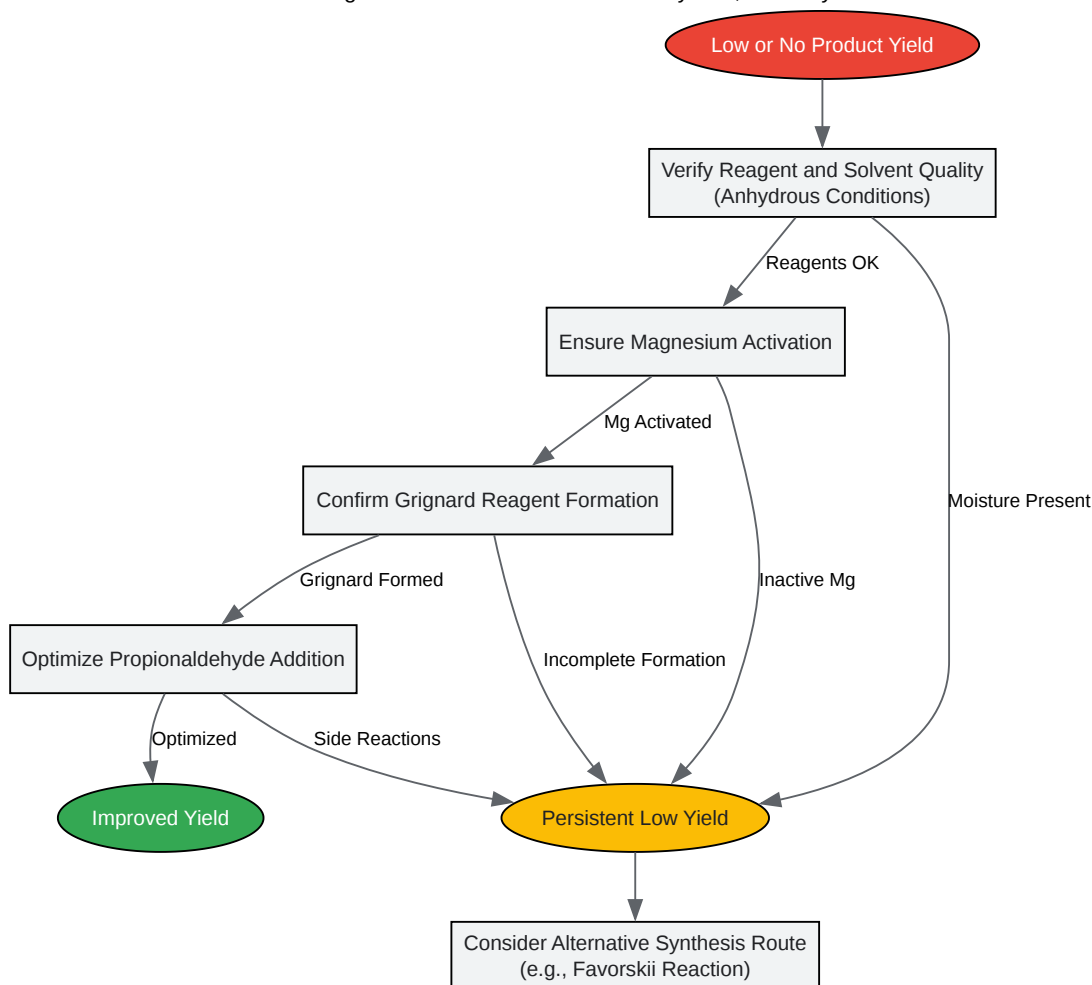 Low or No Product Yield
Verify Reagent and Solvent Quality
(Anhydrous Conditions)
Reagents OK
Ensure Magnesium Activation
Mg Activated
Confirm Grignard Reagent Formation
Moisture Present
Grignard Formed
Inactive Mg
Optimize Propionaldehyde Addition
Incomplete Formation
Optimized
Side Reactions
Improved Yield
Persistent Low Yield
Consider Alternative Synthesis Route
(e.g., Favorskii Reaction)